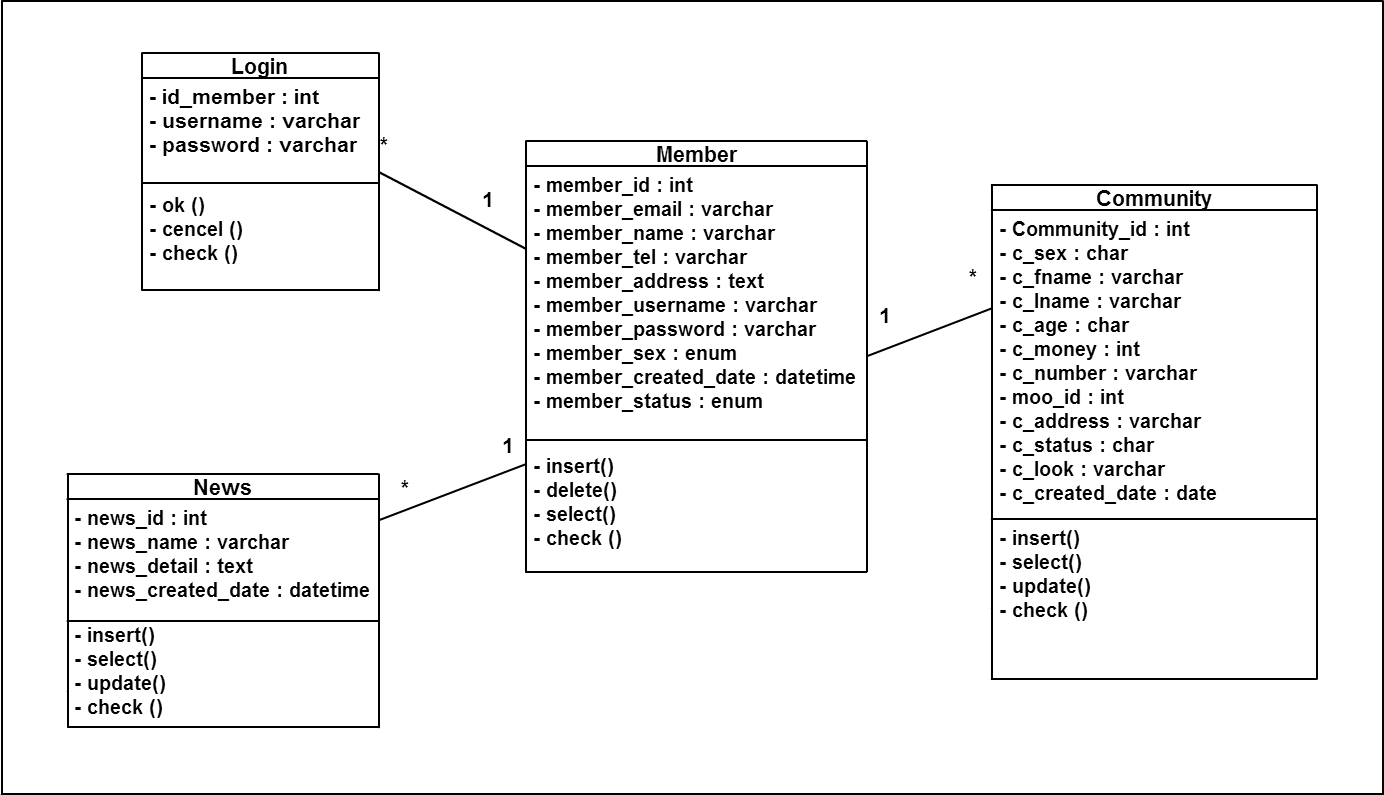 Login
- id_member : int
- username : varchar
- password : varchar
- ok ()
- cencel ()
- check ()
*
1
Member
- member_id : int
- member_email : varchar
- member_name : varchar
- member_tel : varchar
- member_address : text
- member_username : varchar
- member_password : varchar
- member_sex : enum
- member_created_date : datetime
- member_status : enum
- insert()
- delete()
- select()
- check ()
1
*
Community
- Community_id : int
- c_sex : char
- c_fname : varchar
- c_lname : varchar
- c_age : char
- c_money : int
- c_number : varchar
- moo_id : int
- c_address : varchar
- c_status : char
- c_look : varchar
- c_created_date : date
- insert()
- select()
- update()
- check ()
1
*
News
- news_id : int
- news_name : varchar
- news_detail : text
- news_created_date : datetime
- insert()
- select()
- update()
- check ()